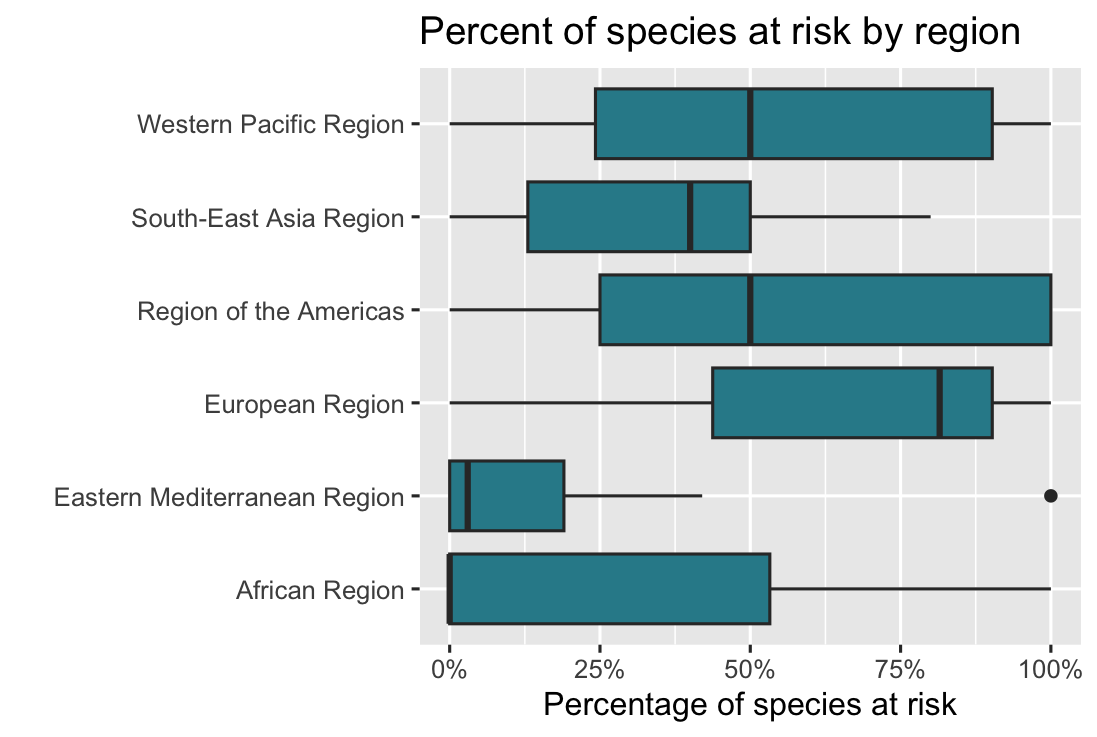 Percent of species at risk by region
Western Pacific Region
South-East Asia Region
Region of the Americas
European Region
Eastern Mediterranean Region
African Region
0% 25% 50% 75% 100%
Percentage of species at risk